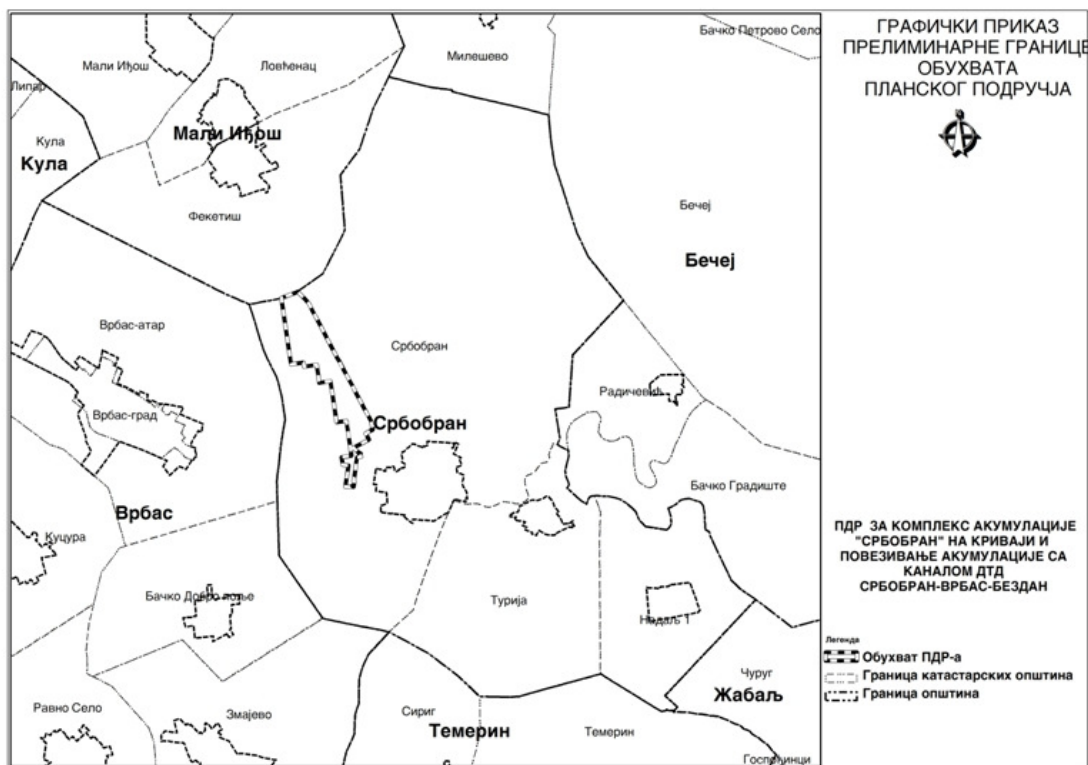 ГРАФИЧКИ ПРИКАЗ
ПРЕЛИМИНАРНЕ ГРАНИЦЕ
ОБУХВАТА
ПЛАНСКОГ ПОДРУЧЈА
Бачко Петрово Село
Милешево
Мали Иђош
Ловћенац
Липар
Кула
Кула
Мали Иђош
Фекетиш
Бечеј
Бечеј
Врбас-атар
Србобран
Радичевић
Врбас-град
Србобран
Бачко Градиште
Врбас
Куцура
Бачко Добро поље
Турија
Надаљ 1
Чуруг
Жабаљ
Равно Село
Змајево
Сириг
Темерин
Темерин
Госпођинци
ПДР ЗА КОМПЛЕКС АКУМУЛАЦИЈЕ
"СРБОБРАН" НА КРИВАЈИ И
ПОВЕЗИВАЊЕ АКУМУЛАЦИЈЕ СА
КАНАЛОМ ДТД
СРБОБРАН-ВРБАС-БЕЗДАН
Легенда
Обухват ПДР-а
Граница катастарских општина
Граница општина